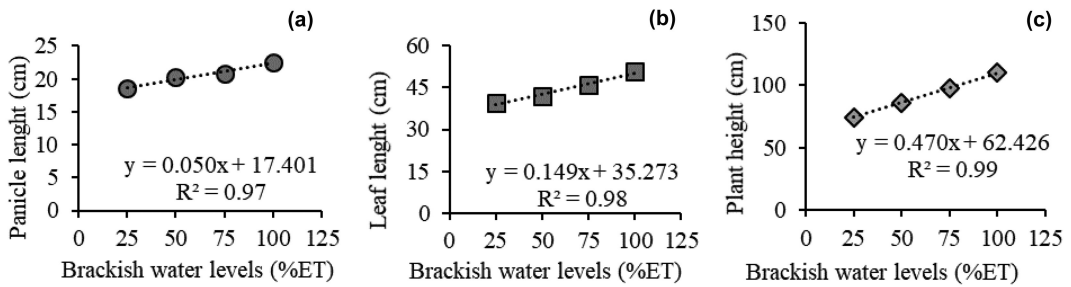 (a)
Panicle lenght (cm)
25
20
15
10
5
0
y = 0.050x + 17.401
R² = 0.97
0 25 50 75 100 125
Brackish water levels (%ET)
(b)
Leaf lenght (cm)
60
45
30
15
0
y = 0.149x + 35.273
R² = 0.98
0 25 50 75 100 125
Brackish water levels (%ET)
(c)
Plant height (cm)
150
100
50
0
y = 0.470x + 62.426
R² = 0.99
0 25 50 75 100 125
Brackish water levels (%ET)